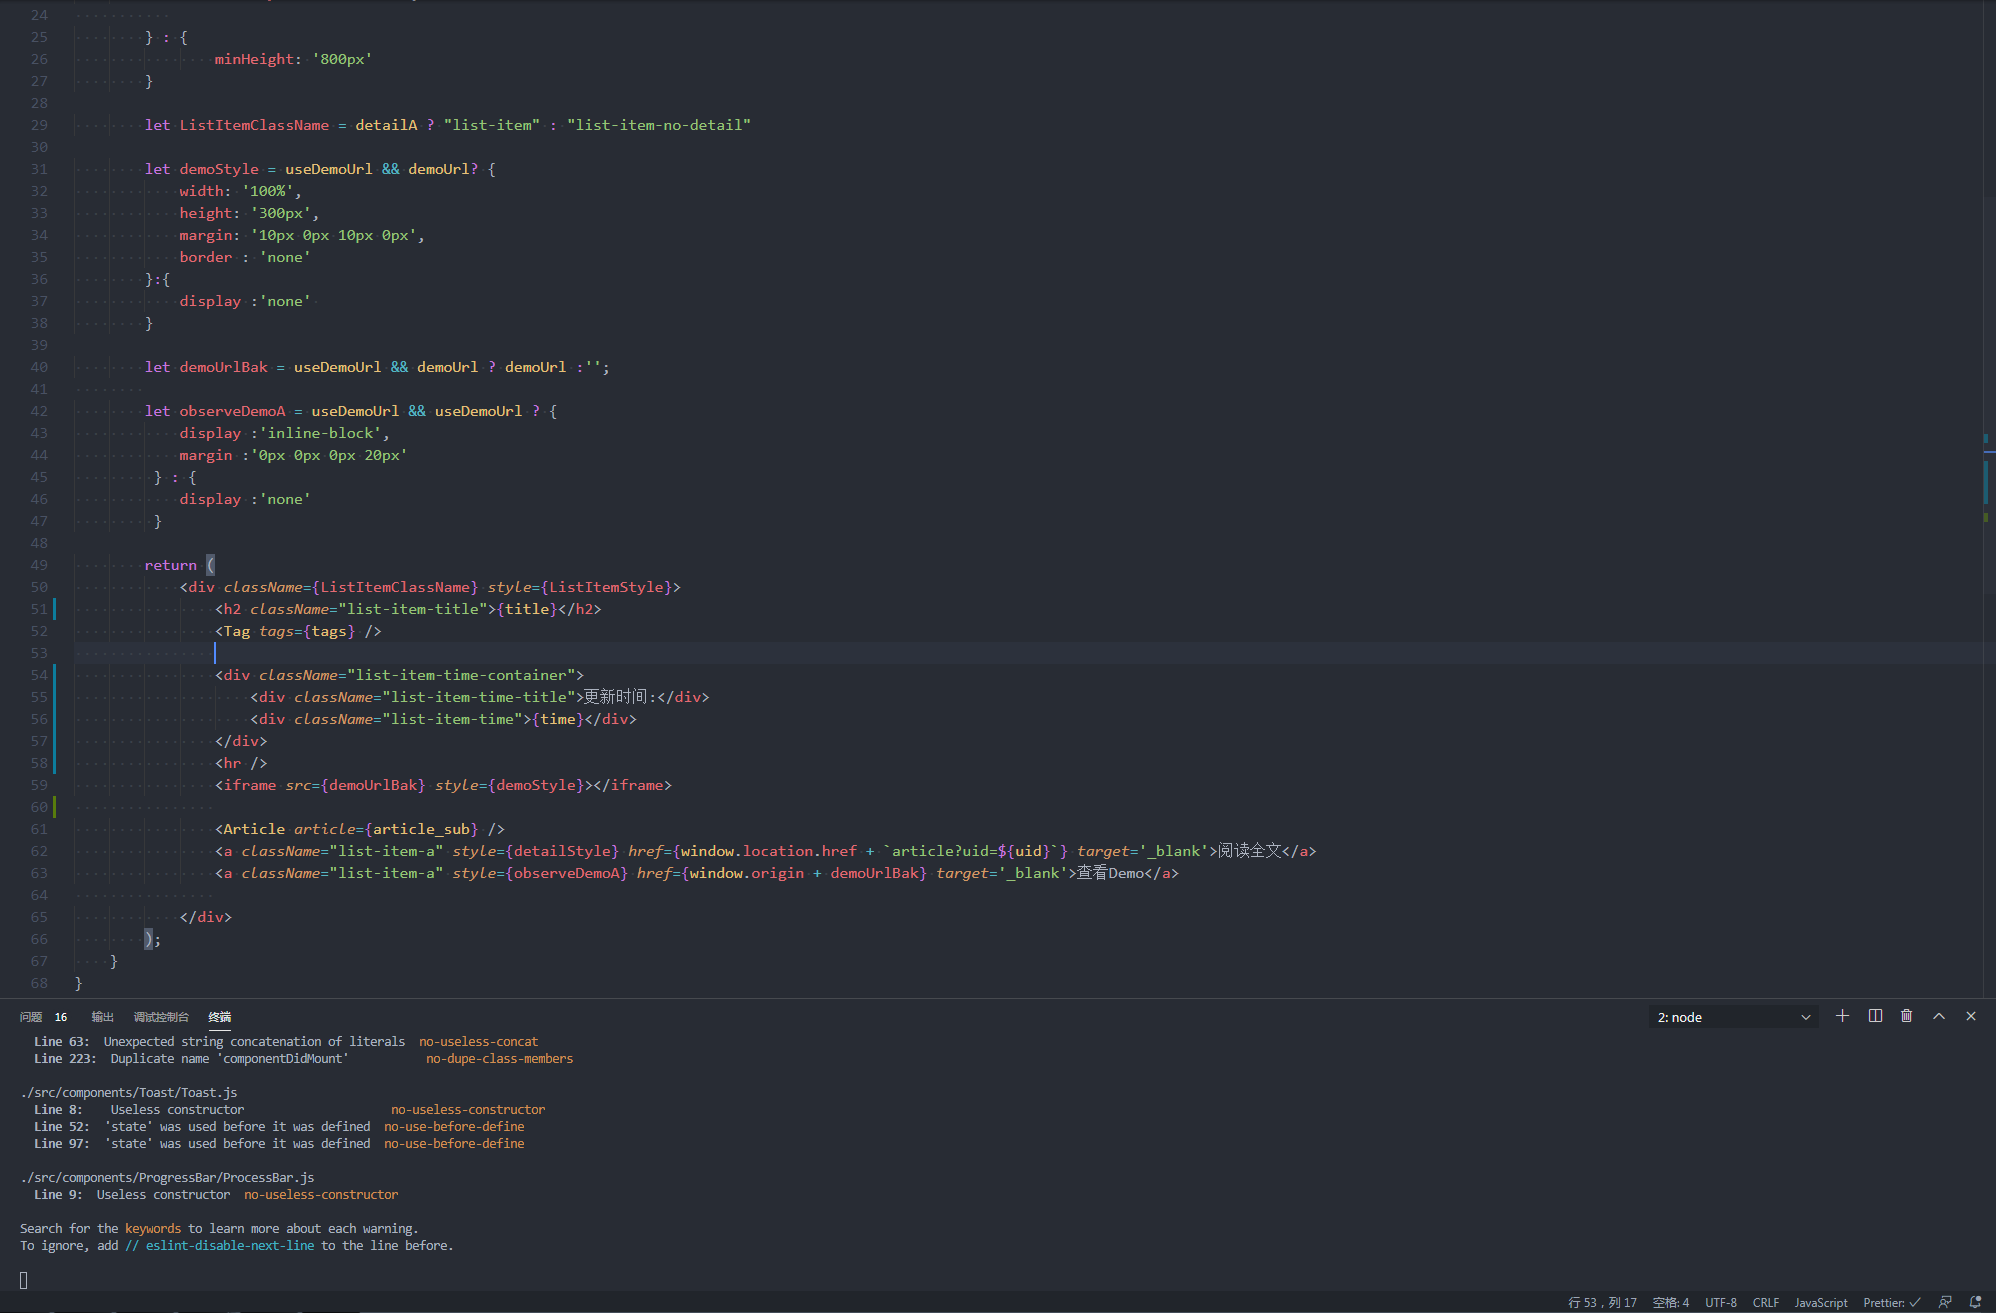 24
25 } : {
26 minHeight: '800px'
27 }
28
29 let ListItemClassName = detailA ? "list-item" : "list-item-no-detail"
30
31 let demoStyle = useDemoUrl && demoUrl? {
32 width: '100%',
33 height: '300px',
34 margin: '10px 0px 10px 0px',
35 border : 'none'
36 }:{
37 display :'none'
38 }
39
40 let demoUrlBak = useDemoUrl && demoUrl ? demoUrl :'';
41
42 let observeDemoA = useDemoUrl && useDemoUrl ? {
43 display :'inline-block',
44 margin :'0px 0px 0px 20px'
45 } : {
46 display :'none'
47 }
48
49 return (
50 <div className={ListItemClassName} style={ListItemStyle}>
51 <h2 className="list-item-title">{title}</h2>
52 <Tag tags={tags} />
53
54 <div className="list-item-time-container">
55 <div className="list-item-time-title">更新时间:</div>
56 <div className="list-item-time">{time}</div>
57 </div>
58 <hr />
59 <iframe src={demoUrlBak} style={demoStyle}></iframe>
60
61 <Article article={article_sub} />
62 <a className="list-item-a" style={detailStyle} href={window.location.href + `article?uid=${uid}`} target='_blank'>阅读全文</a>
63 <a className="list-item-a" style={observeDemoA} href={window.origin + demoUrlBak} target='_blank'>查看Demo</a>
64
65 </div>
66 );
67 }
68 }
问题 16 输出 调试控制台 终端 2: node
Line 63: Unexpected string concatenation of literals no-useless-concat
Line 223: Duplicate name 'componentDidMount' no-dupe-class-members
./src/components/Toast/Toast.js
Line 8: Useless constructor no-useless-constructor
Line 52: 'state' was used before it was defined no-use-before-define
Line 97: 'state' was used before it was defined no-use-before-define
./src/components/ProgressBar/ProcessBar.js
Line 9: Useless constructor no-useless-constructor
Search for the keywords to learn more about each warning.
To ignore, add // eslint-disable-next-line to the line before.
行 53，列 17 空格: 4 UTF-8 CRLF JavaScript Prettier: ✓